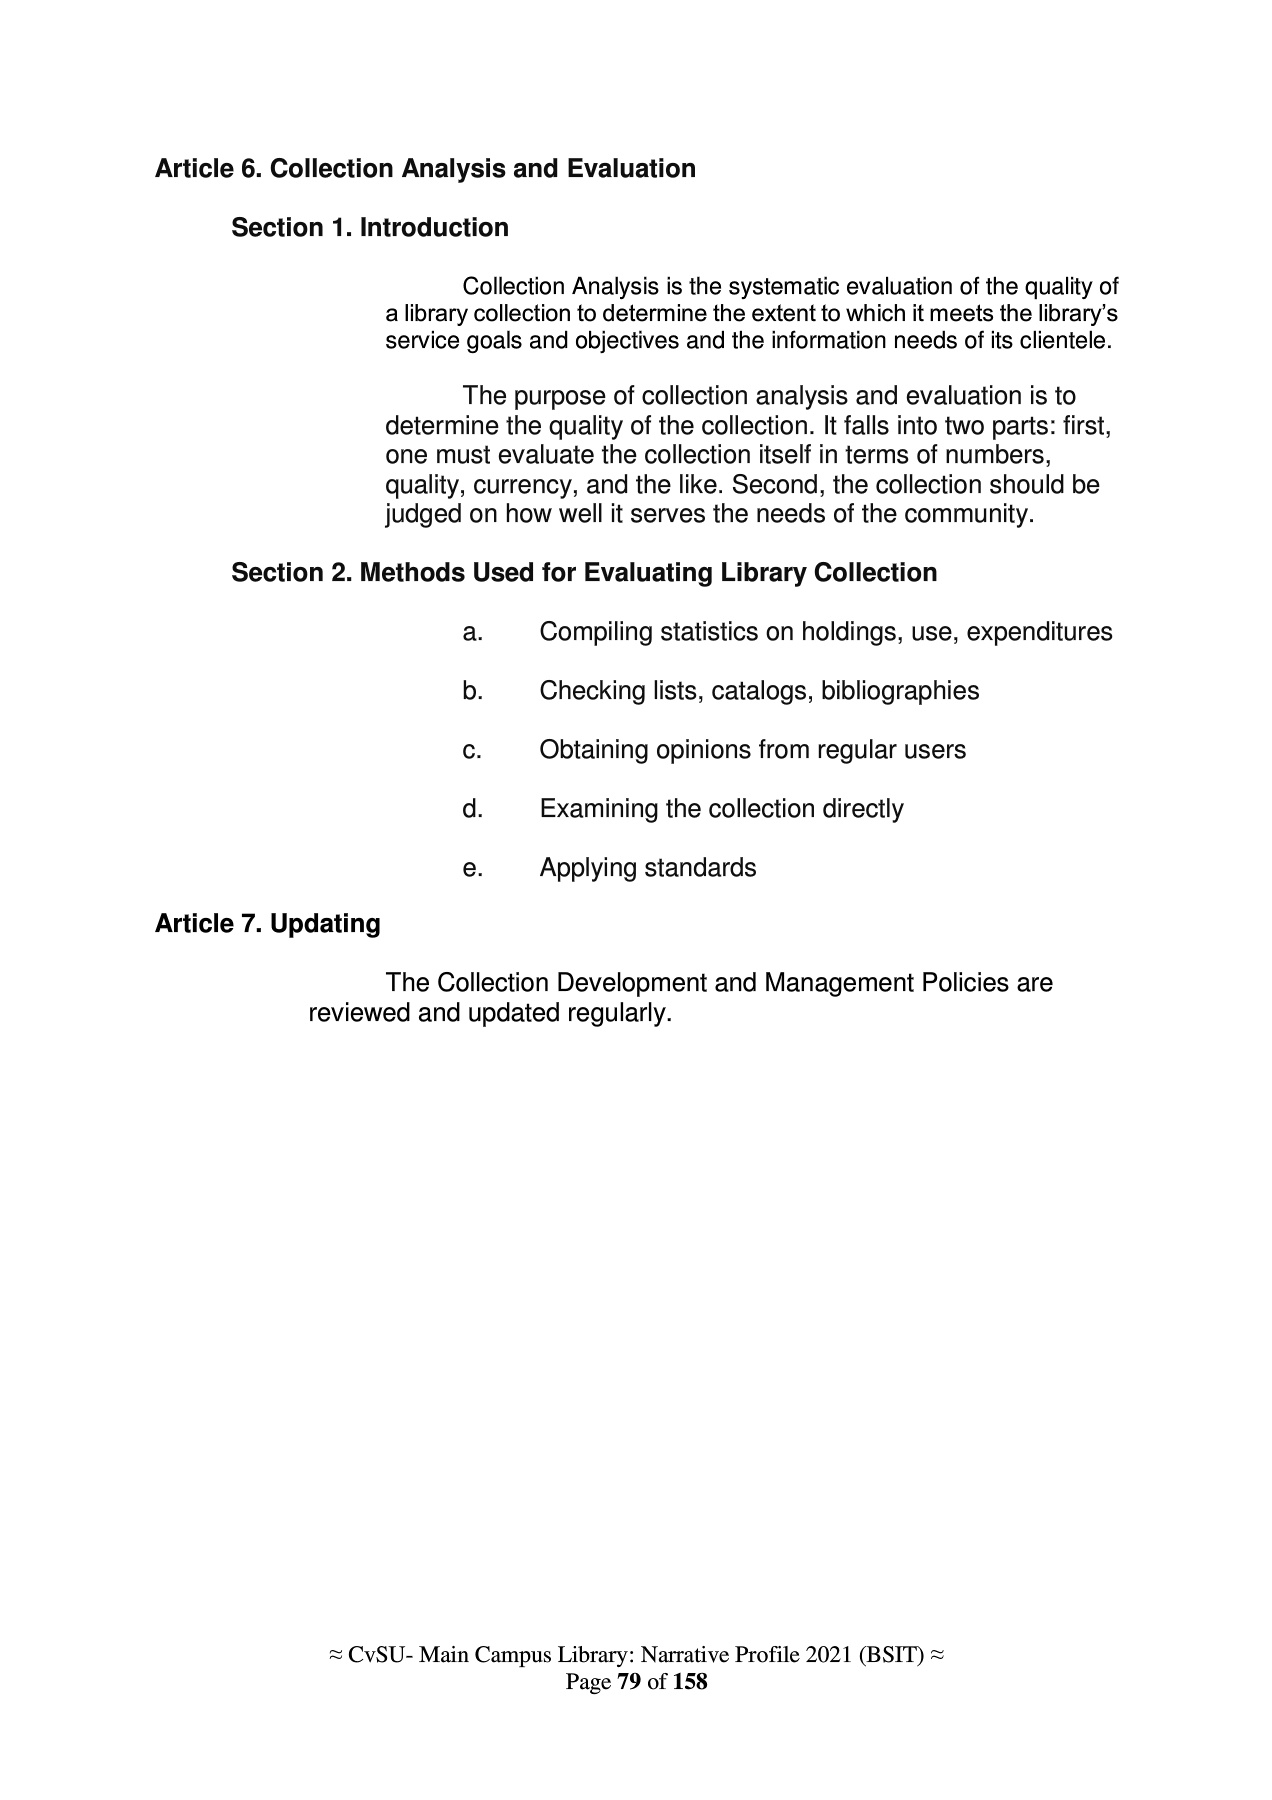 Article 6. Collection Analysis and Evaluation
Section 1. Introduction
Collection Analysis is the systematic evaluation of the quality of
a library collection to determine the extent to which it meets the library’s
service goals and objectives and the information needs of its clientele.
The purpose of collection analysis and evaluation is to
determine the quality of the collection. It falls into two parts: first,
one must evaluate the collection itself in terms of numbers,
quality, currency, and the like. Second, the collection should be
judged on how well it serves the needs of the community.
Section 2. Methods Used for Evaluating Library Collection
a. Compiling statistics on holdings, use, expenditures
b. Checking lists, catalogs, bibliographies
c. Obtaining opinions from regular users
d. Examining the collection directly
e. Applying standards
Article 7. Updating
The Collection Development and Management Policies are
reviewed and updated regularly.
≈ CvSU- Main Campus Library: Narrative Profile 2021 (BSIT) ≈
Page 79 of 158